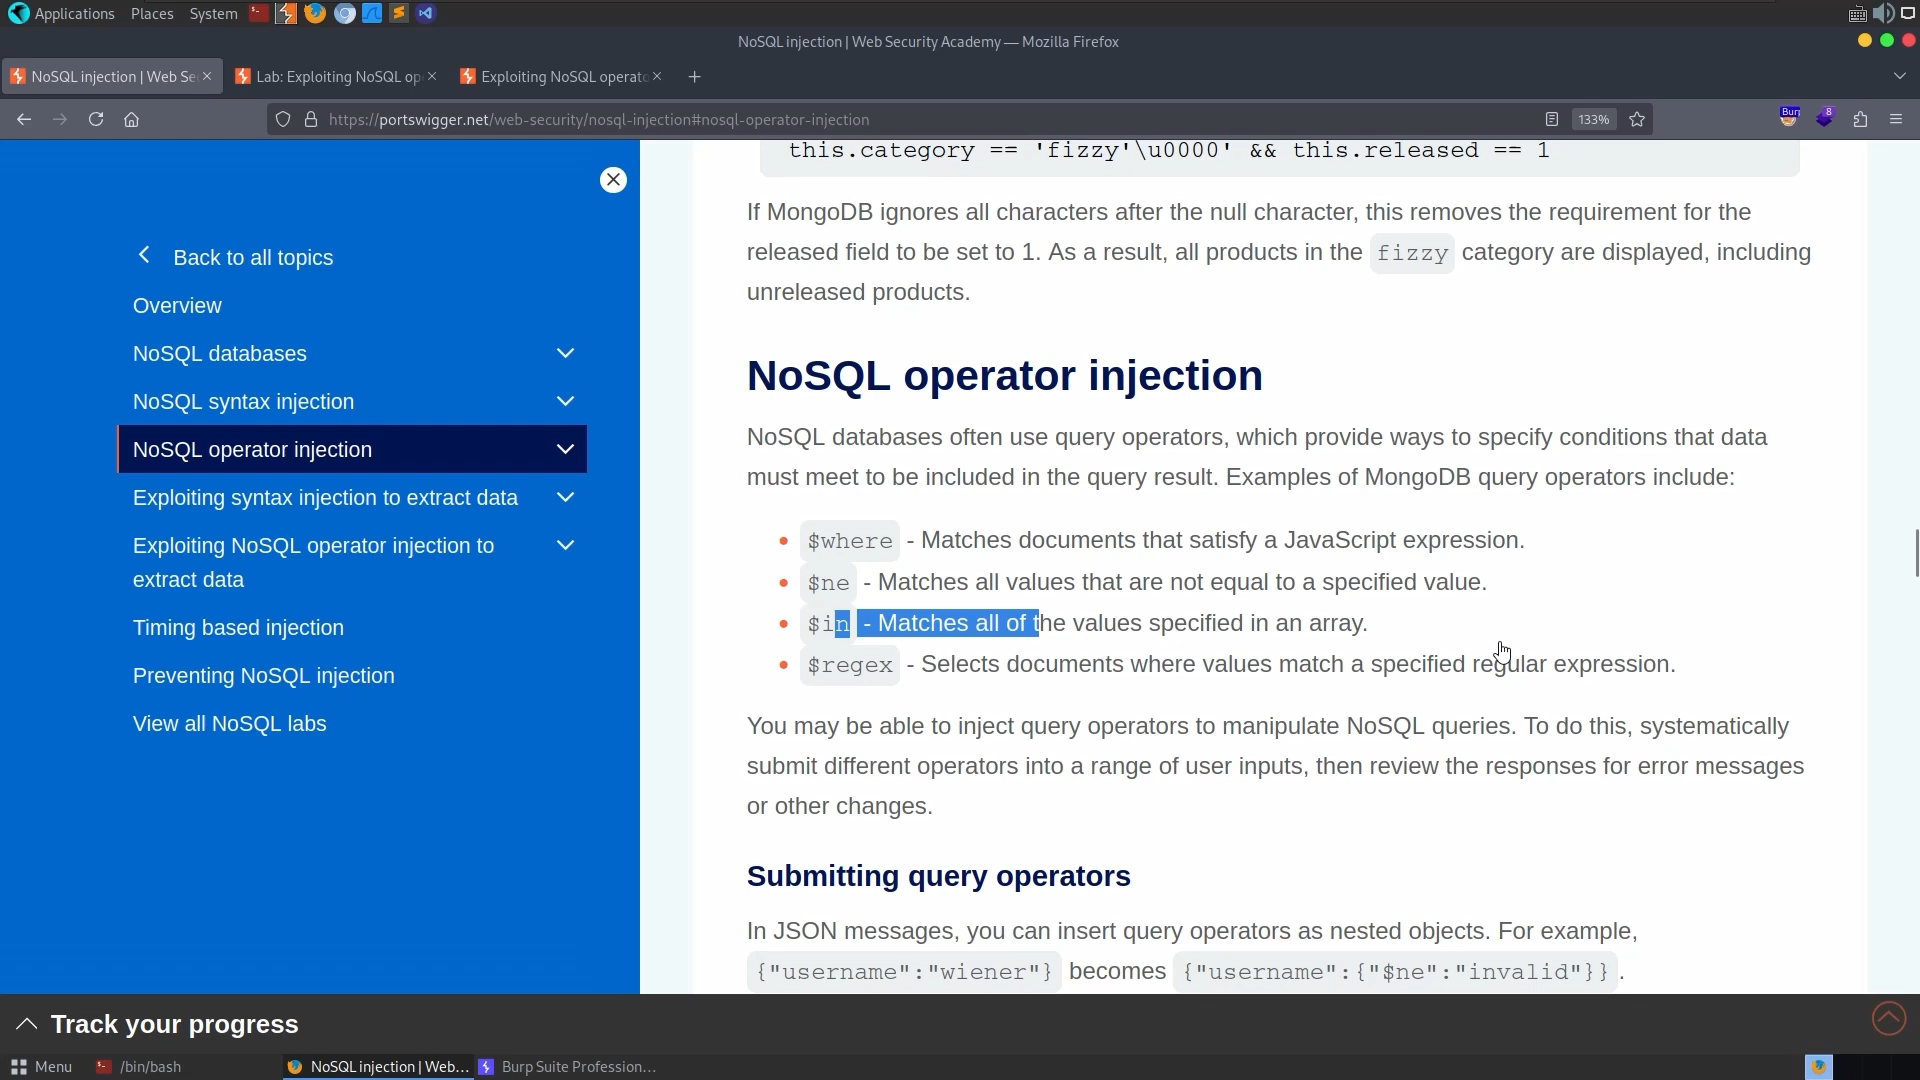 Applications Places System
NoSQL injection | Web Security Academy — Mozilla Firefox
NoSQL injection | Web Se
Lab: Exploiting NoSQL op
Exploiting NoSQL operato
https://portswigger.net/web-security/nosql-injection#nosql-operator-injection
133%
Burp
8
Back to all topics
Overview
NoSQL databases
NoSQL syntax injection
NoSQL operator injection
Exploiting syntax injection to extract data
Exploiting NoSQL operator injection to
extract data
Timing based injection
Preventing NoSQL injection
View all NoSQL labs
this.category == 'fizzy'\u0000' && this.released == 1
If MongoDB ignores all characters after the null character, this removes the requirement for the
released field to be set to 1. As a result, all products in the fizzy category are displayed, including
unreleased products.
NoSQL operator injection
NoSQL databases often use query operators, which provide ways to specify conditions that data
must meet to be included in the query result. Examples of MongoDB query operators include:
$where - Matches documents that satisfy a JavaScript expression.
$ne - Matches all values that are not equal to a specified value.
$in - Matches all of the values specified in an array.
$regex - Selects documents where values match a specified regular expression.
You may be able to inject query operators to manipulate NoSQL queries. To do this, systematically
submit different operators into a range of user inputs, then review the responses for error messages
or other changes.
Submitting query operators
In JSON messages, you can insert query operators as nested objects. For example,
{"username":"wiener"} becomes {"username":{"$ne":"invalid"}} .
Track your progress
Menu
/bin/bash
NoSQL injection | Web...
Burp Suite Profession...